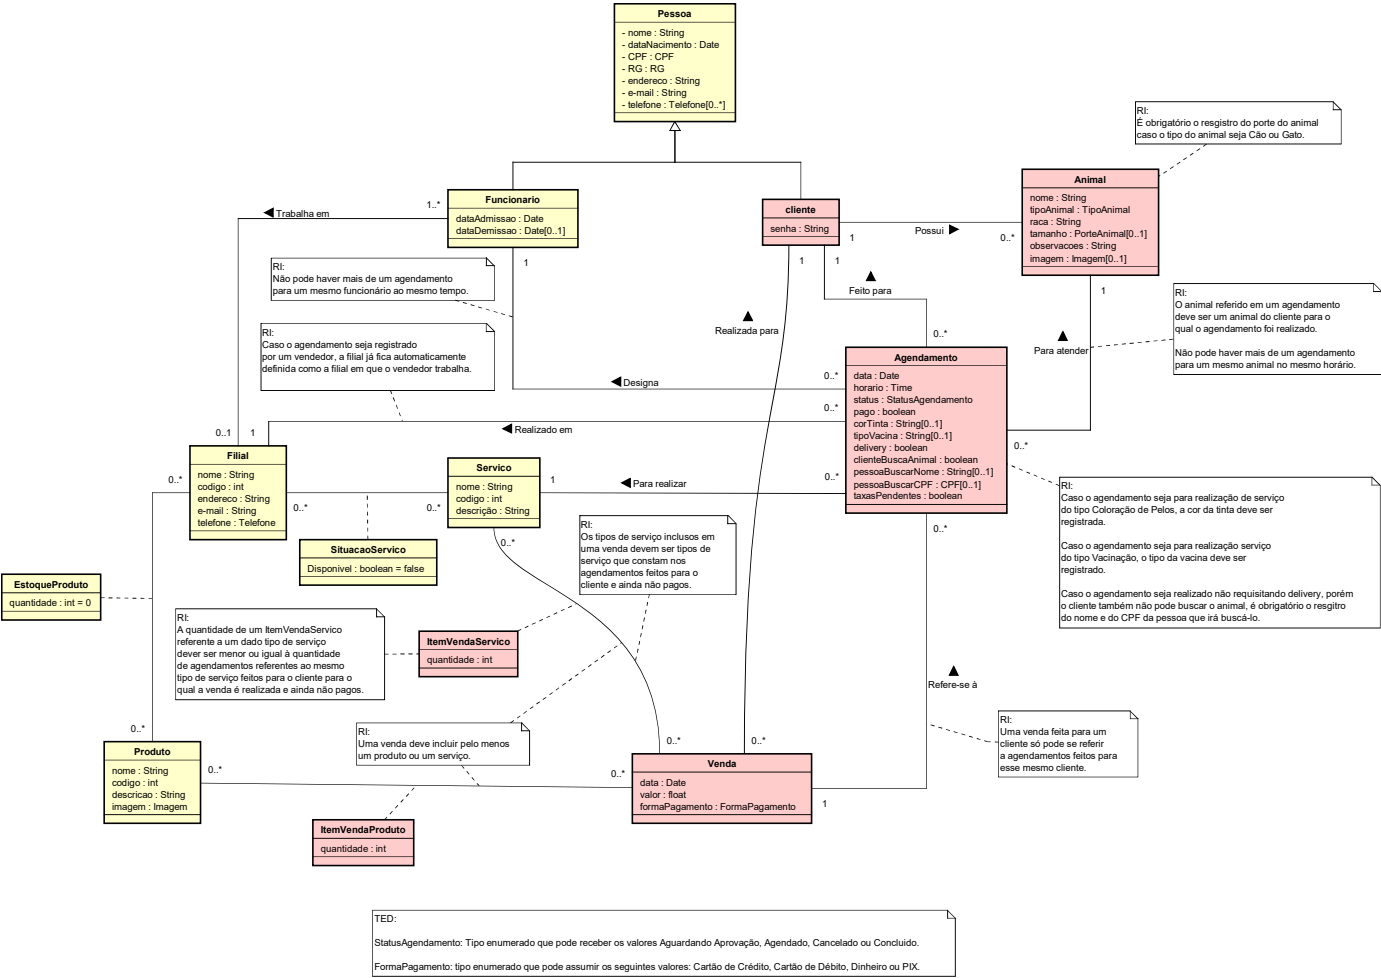 Pessoa
- nome : String
- dataNacimento : Date
- CPF : CPF
- RG : RG
- endereco : String
- e-mail : String
- telefone : Telefone[0..*]
RI:
É obrigatório o resgistro do porte do animal
caso o tipo do animal seja Cão ou Gato.
Animal
nome : String
tipoAnimal : TipoAnimal
raca : String
tamanho : PorteAnimal[0..1]
observacoes : String
imagem : Imagem[0..1]
Funcionario
dataAdmissao : Date
dataDemissao : Date[0..1]
cliente
senha : String
1..*
Trabalha em
1
Possui
0..*
1
1
1
1
RI:
Não pode haver mais de um agendamento
para um mesmo funcionário ao mesmo tempo.
Feito para
Realizada para
RI:
O animal referido em um agendamento
deve ser um animal do cliente para o
qual o agendamento foi realizado.
Não pode haver mais de um agendamento
para um mesmo animal no mesmo horário.
RI:
Caso o agendamento seja registrado
por um vendedor, a filial já fica automaticamente
definida como a filial em que o vendedor trabalha.
0..*
Para atender
Agendamento
data : Date
horario : Time
status : StatusAgendamento
pago : boolean
corTinta : String[0..1]
tipoVacina : String[0..1]
delivery : boolean
clienteBuscaAnimal : boolean
pessoaBuscarNome : String[0..1]
pessoaBuscarCPF : CPF[0..1]
taxasPendentes : boolean
0..*
Designa
0..*
Realizado em
0..1
1
0..*
Filial
nome : String
codigo : int
endereco : String
e-mail : String
telefone : Telefone
0..*
Servico
nome : String
codigo : int
descrição : String
1
Para realizar
0..*
0..*
0..*
RI:
Caso o agendamento seja para realização de serviço
do tipo Coloração de Pelos, a cor da tinta deve ser
registrada.
Caso o agendamento seja para realização serviço
do tipo Vacinação, o tipo da vacina deve ser
registrado.
Caso o agendamento seja realizado não requisitando delivery, porém
o cliente também não pode buscar o animal, é obrigatório o resgitro
do nome e do CPF da pessoa que irá buscá-lo.
SituacaoServico
Disponivel : boolean = false
0..*
RI:
Os tipos de serviço inclusos em
uma venda devem ser tipos de
serviço que constam nos
agendamentos feitos para o
cliente e ainda não pagos.
0..*
EstoqueProduto
quantidade : int = 0
RI:
A quantidade de um ItemVendaServico
referente a um dado tipo de serviço
dever ser menor ou igual à quantidade
de agendamentos referentes ao mesmo
tipo de serviço feitos para o cliente para o
qual a venda é realizada e ainda não pagos.
ItemVendaServico
quantidade : int
Refere-se à
RI:
Uma venda feita para um
cliente só pode se referir
a agendamentos feitos para
esse mesmo cliente.
RI:
Uma venda deve incluir pelo menos
um produto ou um serviço.
0..*
0..*
0..*
Produto
nome : String
codigo : int
descricao : String
imagem : Imagem
0..*
0..*
Venda
data : Date
valor : float
formaPagamento : FormaPagamento
1
ItemVendaProduto
quantidade : int
TED:
StatusAgendamento: Tipo enumerado que pode receber os valores Aguardando Aprovação, Agendado, Cancelado ou Concluido.
FormaPagamento: tipo enumerado que pode assumir os seguintes valores: Cartão de Crédito, Cartão de Débito, Dinheiro ou PIX.